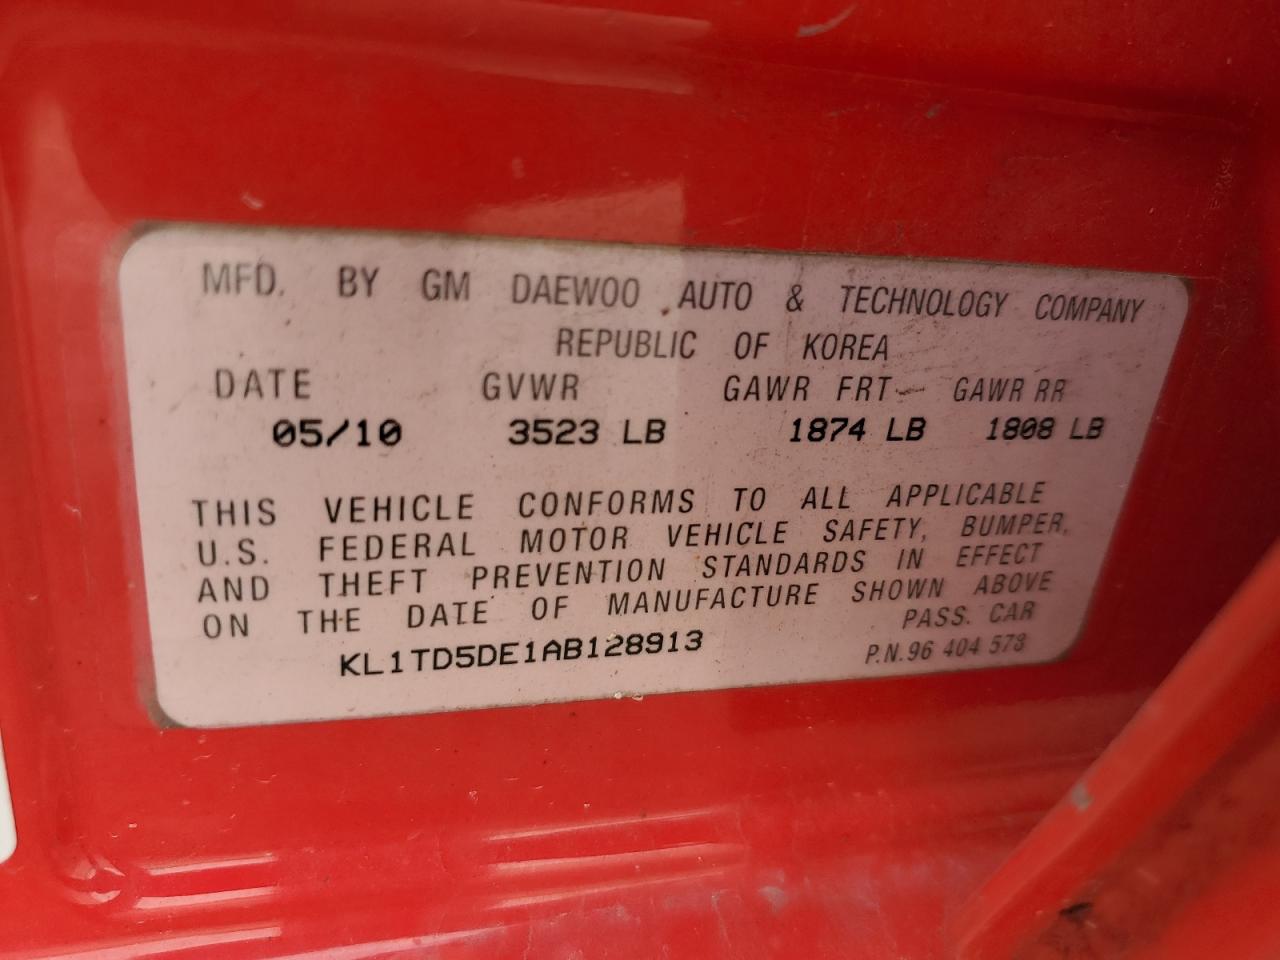 MFD. BY GM DAEWOO AUTO & TECHNOLOGY COMPANY
REPUBLIC OF KOREA
DATE GVWR GAWR FRT GAWR RR
05/10 3523 LB 1874 LB 1808 LB
THIS VEHICLE CONFORMS TO ALL APPLICABLE
U.S. FEDERAL MOTOR VEHICLE SAFETY, BUMPER,
AND THEFT PREVENTION STANDARDS IN EFFECT
ON THE DATE OF MANUFACTURE SHOWN ABOVE
PASS. CAR
KL1TD5DE1AB128913
P.N.96 404 578